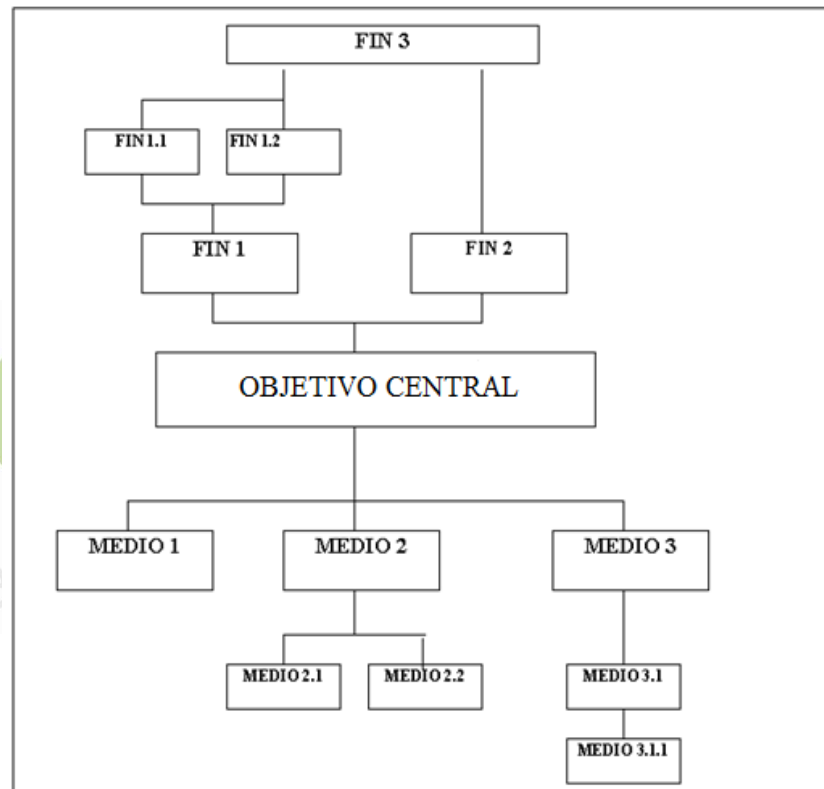 FIN 3
FIN 1.1
FIN 1.2
FIN 1
FIN 2
OBJETIVO CENTRAL
MEDIO 1
MEDIO 2
MEDIO 3
MEDIO 2.1
MEDIO 2.2
MEDIO 3.1
MEDIO 3.1.1